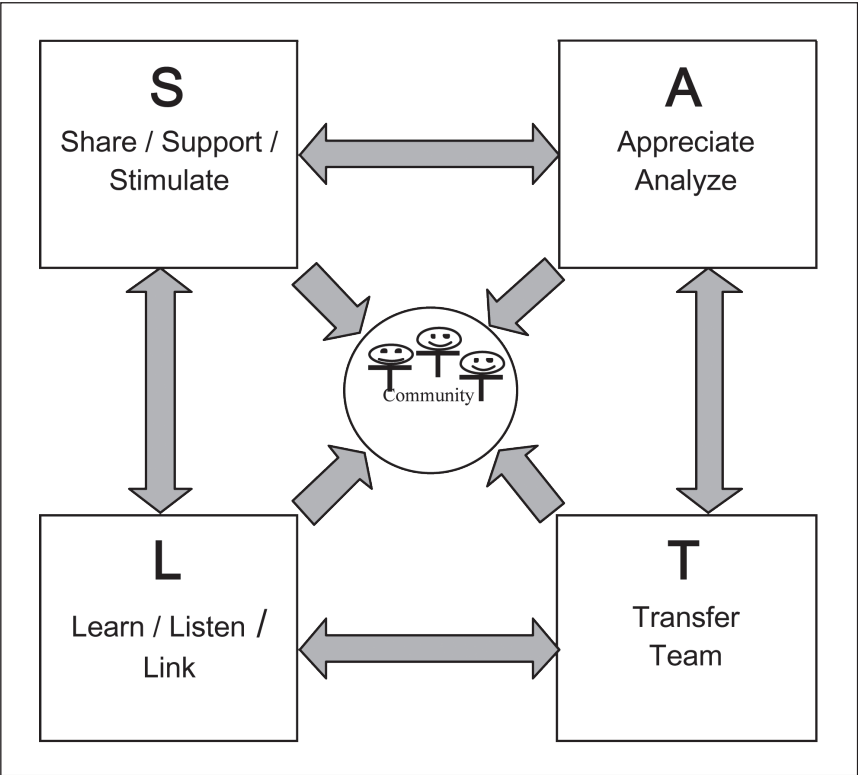 S
Share / Support /
Stimulate
A
Appreciate
Analyze
Community
L
Learn / Listen /
Link
T
Transfer
Team